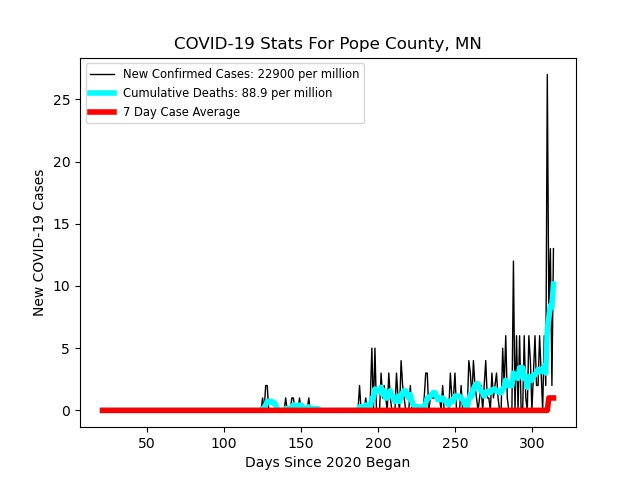 COVID-19 Stats For Pope County, MN
New Confirmed Cases: 22900 per million
Cumulative Deaths: 88.9 per million
7 Day Case Average
New COVID-19 Cases
25
20
15
10
5
0
50 100 150 200 250 300
Days Since 2020 Began